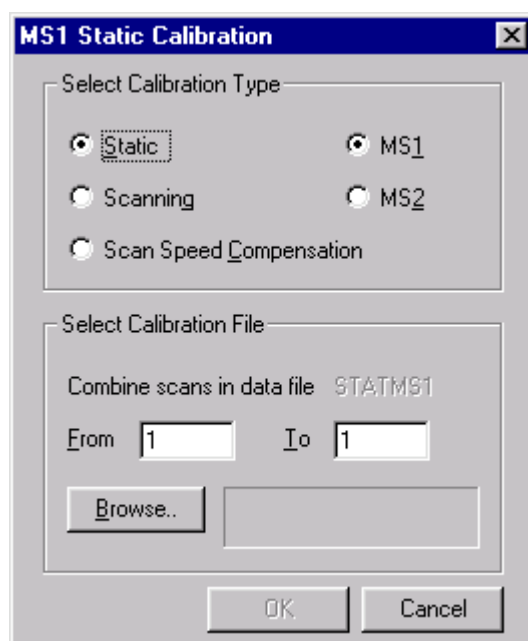 MS1 Static Calibration
Select Calibration Type
Static MS1
Scanning MS2
Scan Speed Compensation
Select Calibration File
Combine scans in data file STATMS1
From 1 To 1
Browse..
OK Cancel